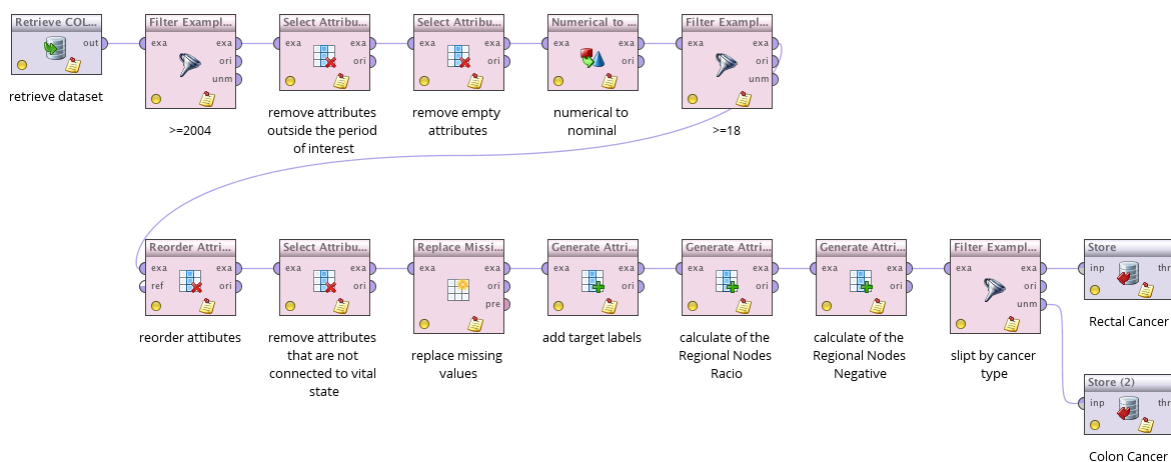 Retrieve COL...
Filter Exampl...
Select Attribu...
Select Attribu...
Numerical to ...
Filter Exampl...
out
exa exa
exa exa
exa exa
exa exa
exa exa
ori
ori
ori
ori
ori
unm
unm
retrieve dataset
>=2004
remove attributes
outside the period
of interest
remove empty
attributes
numerical to
nominal
>=18
Reorder Attri...
Select Attribu...
Replace Missi...
Generate Attri...
Generate Attri...
Generate Attri...
Filter Exampl...
Store
exa exa
exa exa
exa exa
exa exa
exa exa
exa exa
exa exa
inp thr
ref ori
ori
ori
ori
ori
ori
ori
pre
unm
reorder attibutes
remove attributes
that are not
connected to vital
state
replace missing
values
add target labels
calculate of the
Regional Nodes
Racio
calculate of the
Regional Nodes
Negative
slipt by cancer
type
Rectal Cancer
Store (2)
inp thr
Colon Cancer